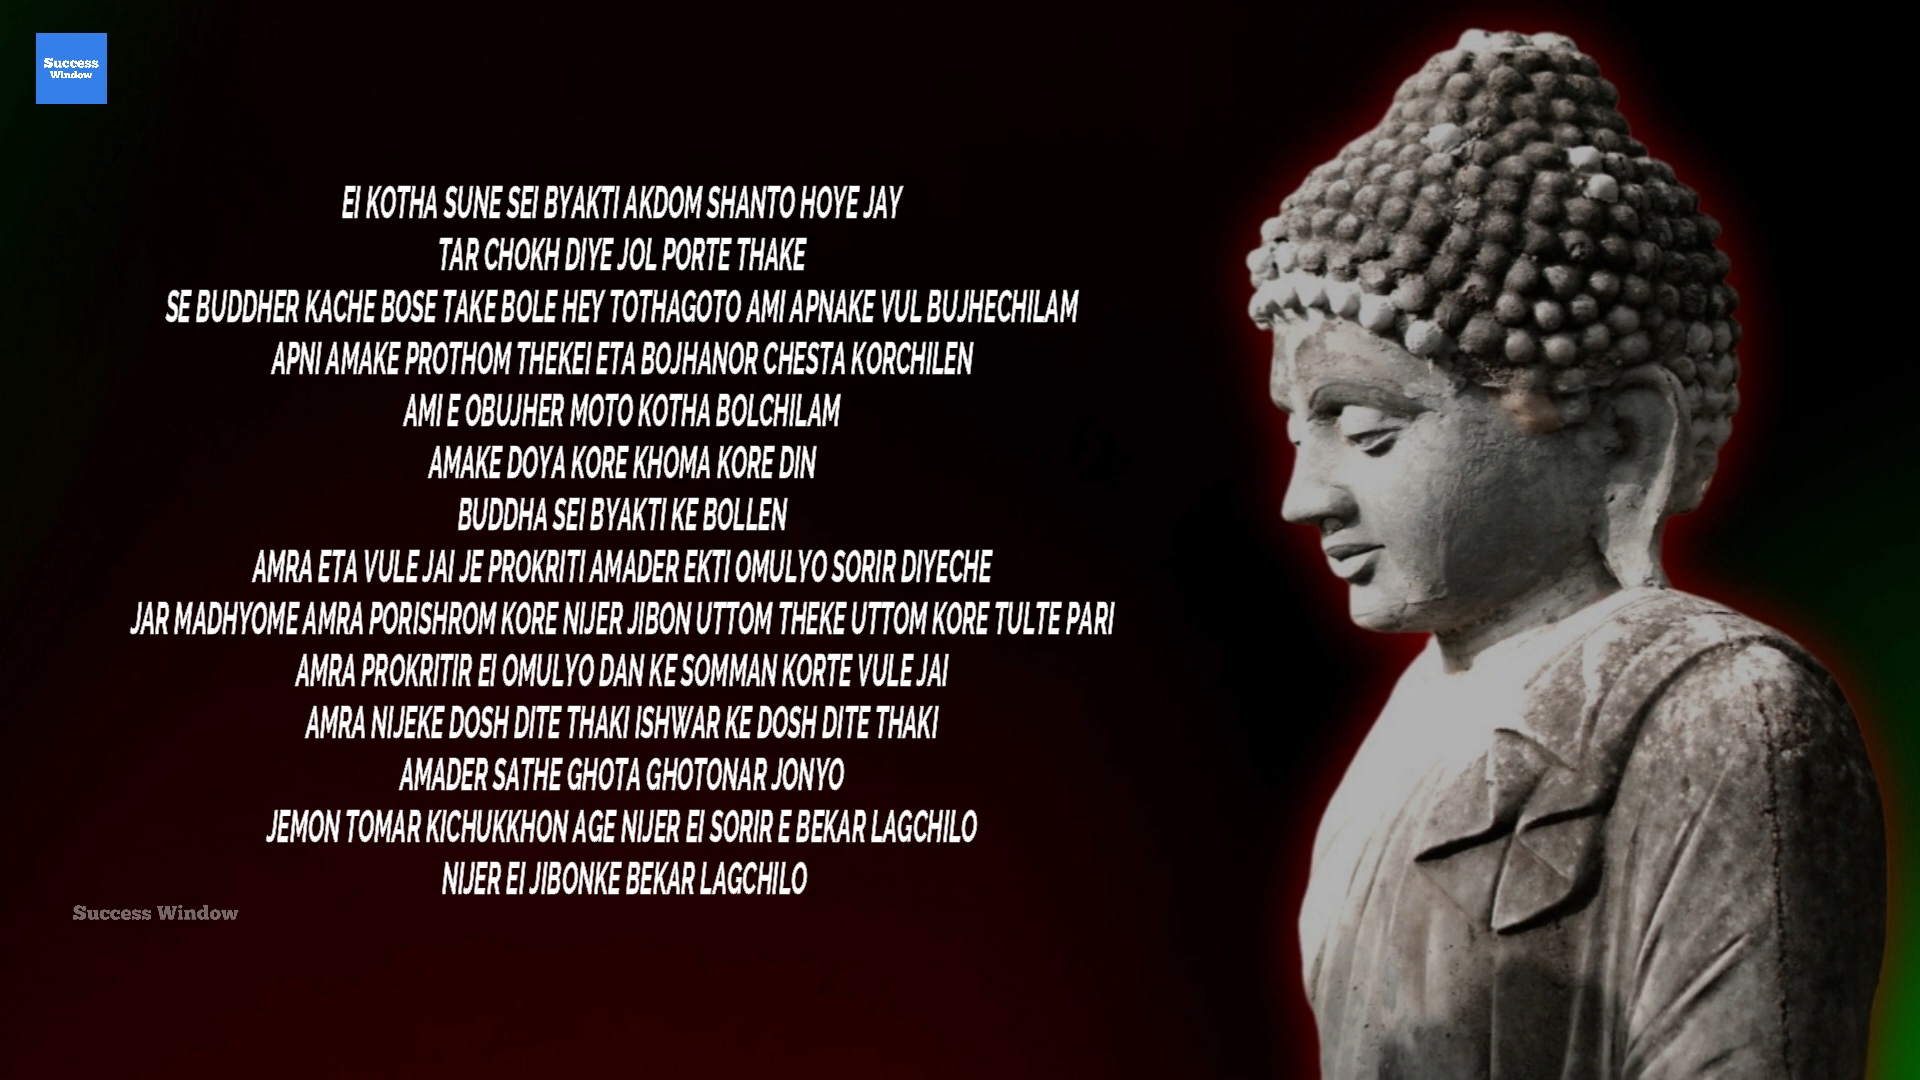 Success
Window
EI KOTHA SUNE SEI BYAKTI AKDOM SHANTO HOYE JAY
TAR CHOKH DIYE JOL PORTE THAKE
SE BUDDHER KACHE BOSE TAKE BOLE HEY TOTHAGOTO AMI APNAKE VUL BUJHECHILAM
APNI AMAKE PROTHOM THEKEI ETA BOJHANOR CHESTA KORCHILEN
AMI E OBUJHER MOTO KOTHA BOLCHILAM
AMAKE DOYA KORE KHOMA KORE DIN
BUDDHA SEI BYAKTI KE BOLLEN
AMRA ETA VULE JAI JE PROKRITI AMADER EKTI OMULYO SORIR DIYECHE
JAR MADHYOME AMRA PORISHROM KORE NIJER JIBON UTTOM THEKE UTTOM KORE TULTE PARI
AMRA PROKRITIR EI OMULYO DAN KE SOMMAN KORTE VULE JAI
AMRA NIJEKE DOSH DITE THAKI ISHWAR KE DOSH DITE THAKI
AMADER SATHE GHOTA GHOTONAR JONYO
JEMON TOMAR KICHUKKHON AGE NIJER EI SORIR E BEKAR LAGCHILO
NIJER EI JIBONKE BEKAR LAGCHILO
Success Window